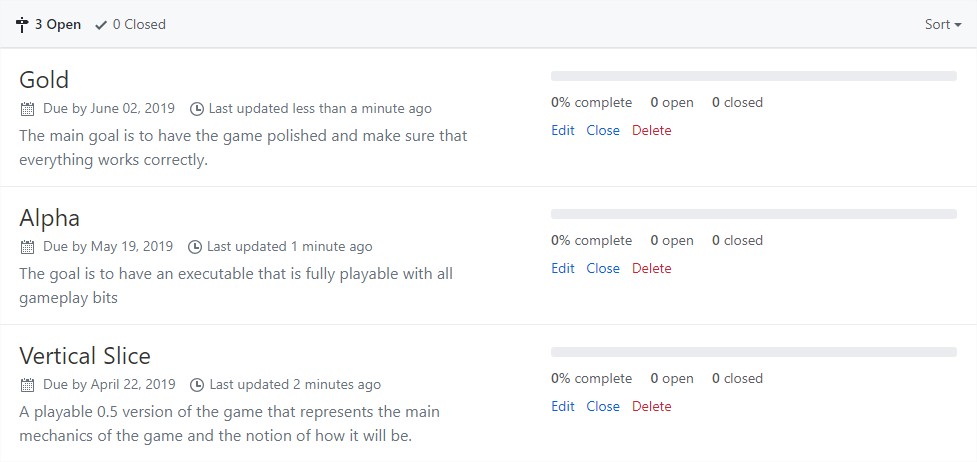 3 Open 0 Closed Sort
Gold
Due by June 02, 2019 Last updated less than a minute ago
The main goal is to have the game polished and make sure that
everything works correctly.
0% complete 0 open 0 closed
Edit Close Delete
Alpha
Due by May 19, 2019 Last updated 1 minute ago
The goal is to have an executable that is fully playable with all
gameplay bits
0% complete 0 open 0 closed
Edit Close Delete
Vertical Slice
Due by April 22, 2019 Last updated 2 minutes ago
A playable 0.5 version of the game that represents the main
mechanics of the game and the notion of how it will be.
0% complete 0 open 0 closed
Edit Close Delete